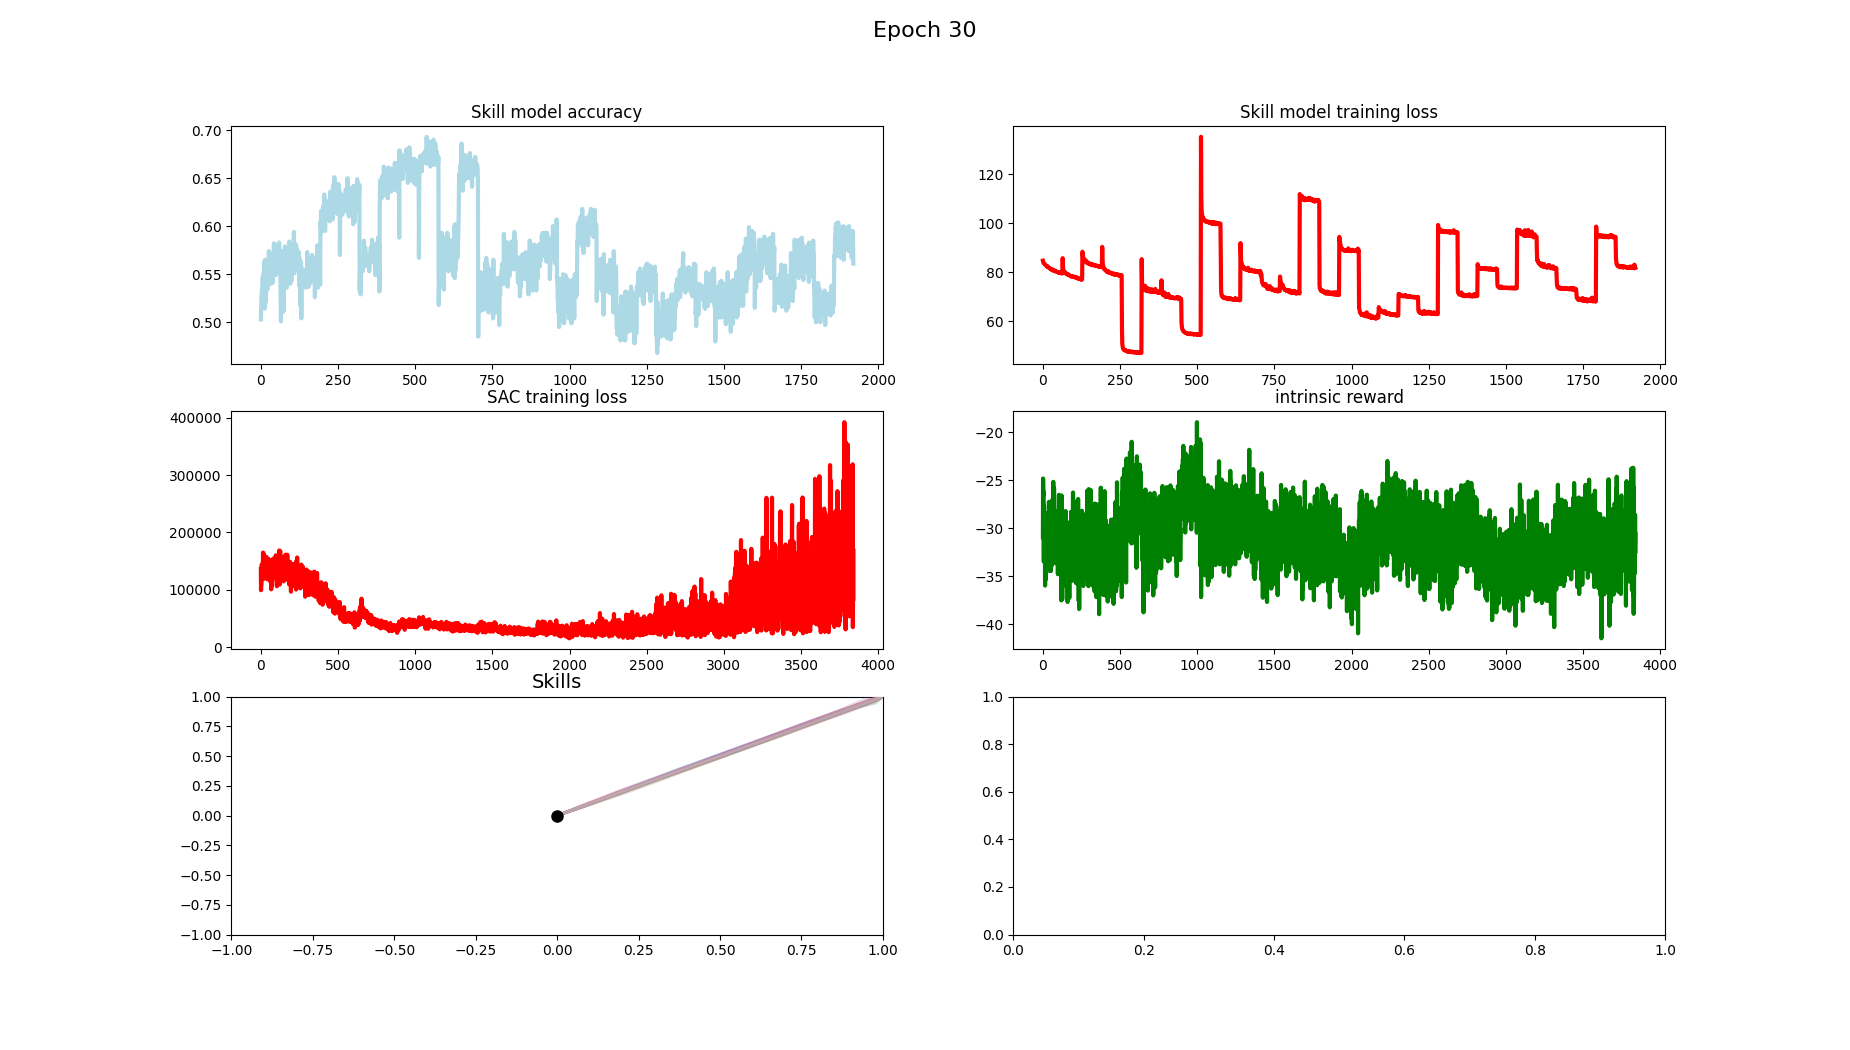 Epoch 30
Skill model accuracy
Skill model training loss
0.70
0.65
0.60
0.55
0.50
0 250 500 750 1000 1250 1500 1750 2000
120
100
80
60
0 250 500 750 1000 1250 1500 1750 2000
SAC training loss
intrinsic reward
400000
300000
200000
100000
0
0 500 1000 1500 2000 2500 3000 3500 4000
−20
−25
−30
−35
−40
0 500 1000 1500 2000 2500 3000 3500 4000
Skills
1.00
0.75
0.50
0.25
0.00
−0.25
−0.50
−0.75
−1.00
−1.00 −0.75 −0.50 −0.25 0.00 0.25 0.50 0.75 1.00
1.0
0.8
0.6
0.4
0.2
0.0
0.0 0.2 0.4 0.6 0.8 1.0